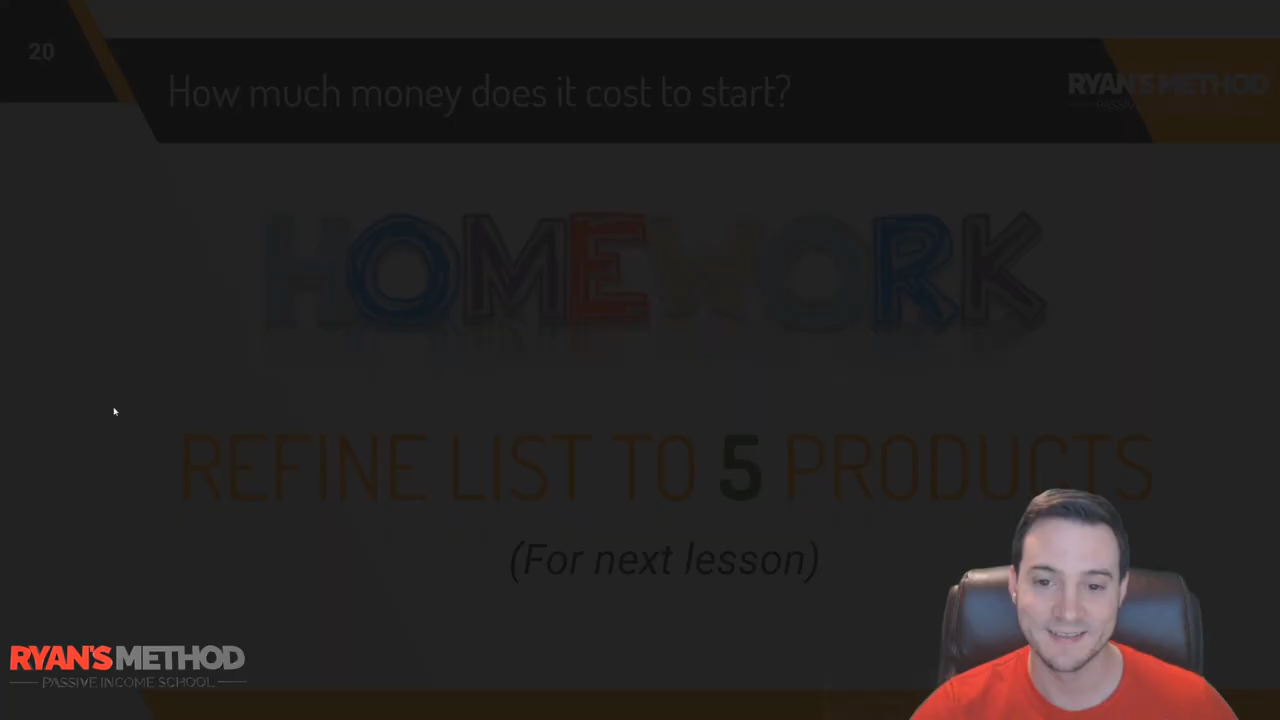 20
How much money does it cost to start?
RYAN'S METHOD
HOMEWORK
REFINE LIST TO 5 PRODUCTS
(For next lesson)
RYAN'S METHOD
PASSIVE INCOME SCHOOL